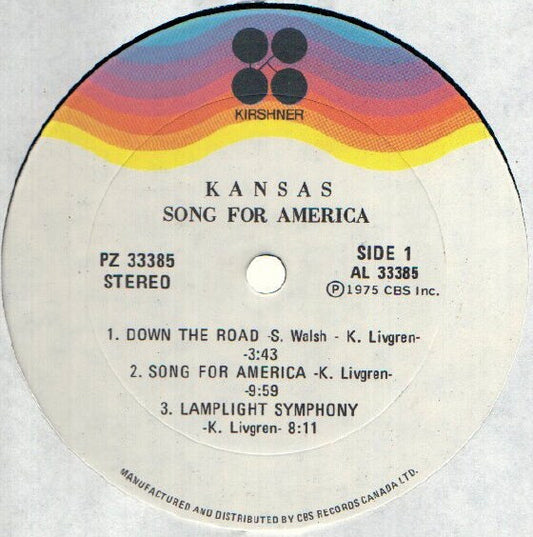 KIRSHNER
KANSAS
SONG FOR AMERICA
PZ 33385
STEREO
SIDE 1
AL 33385
Ⓟ1975 CBS Inc.
1. DOWN THE ROAD -S. Walsh - K. Livgren-
-3:43
2. SONG FOR AMERICA -K. Livgren-
-9:59
3. LAMPLIGHT SYMPHONY
-K. Livgren- 8:11
MANUFACTURED AND DISTRIBUTED BY CBS RECORDS CANADA LTD.